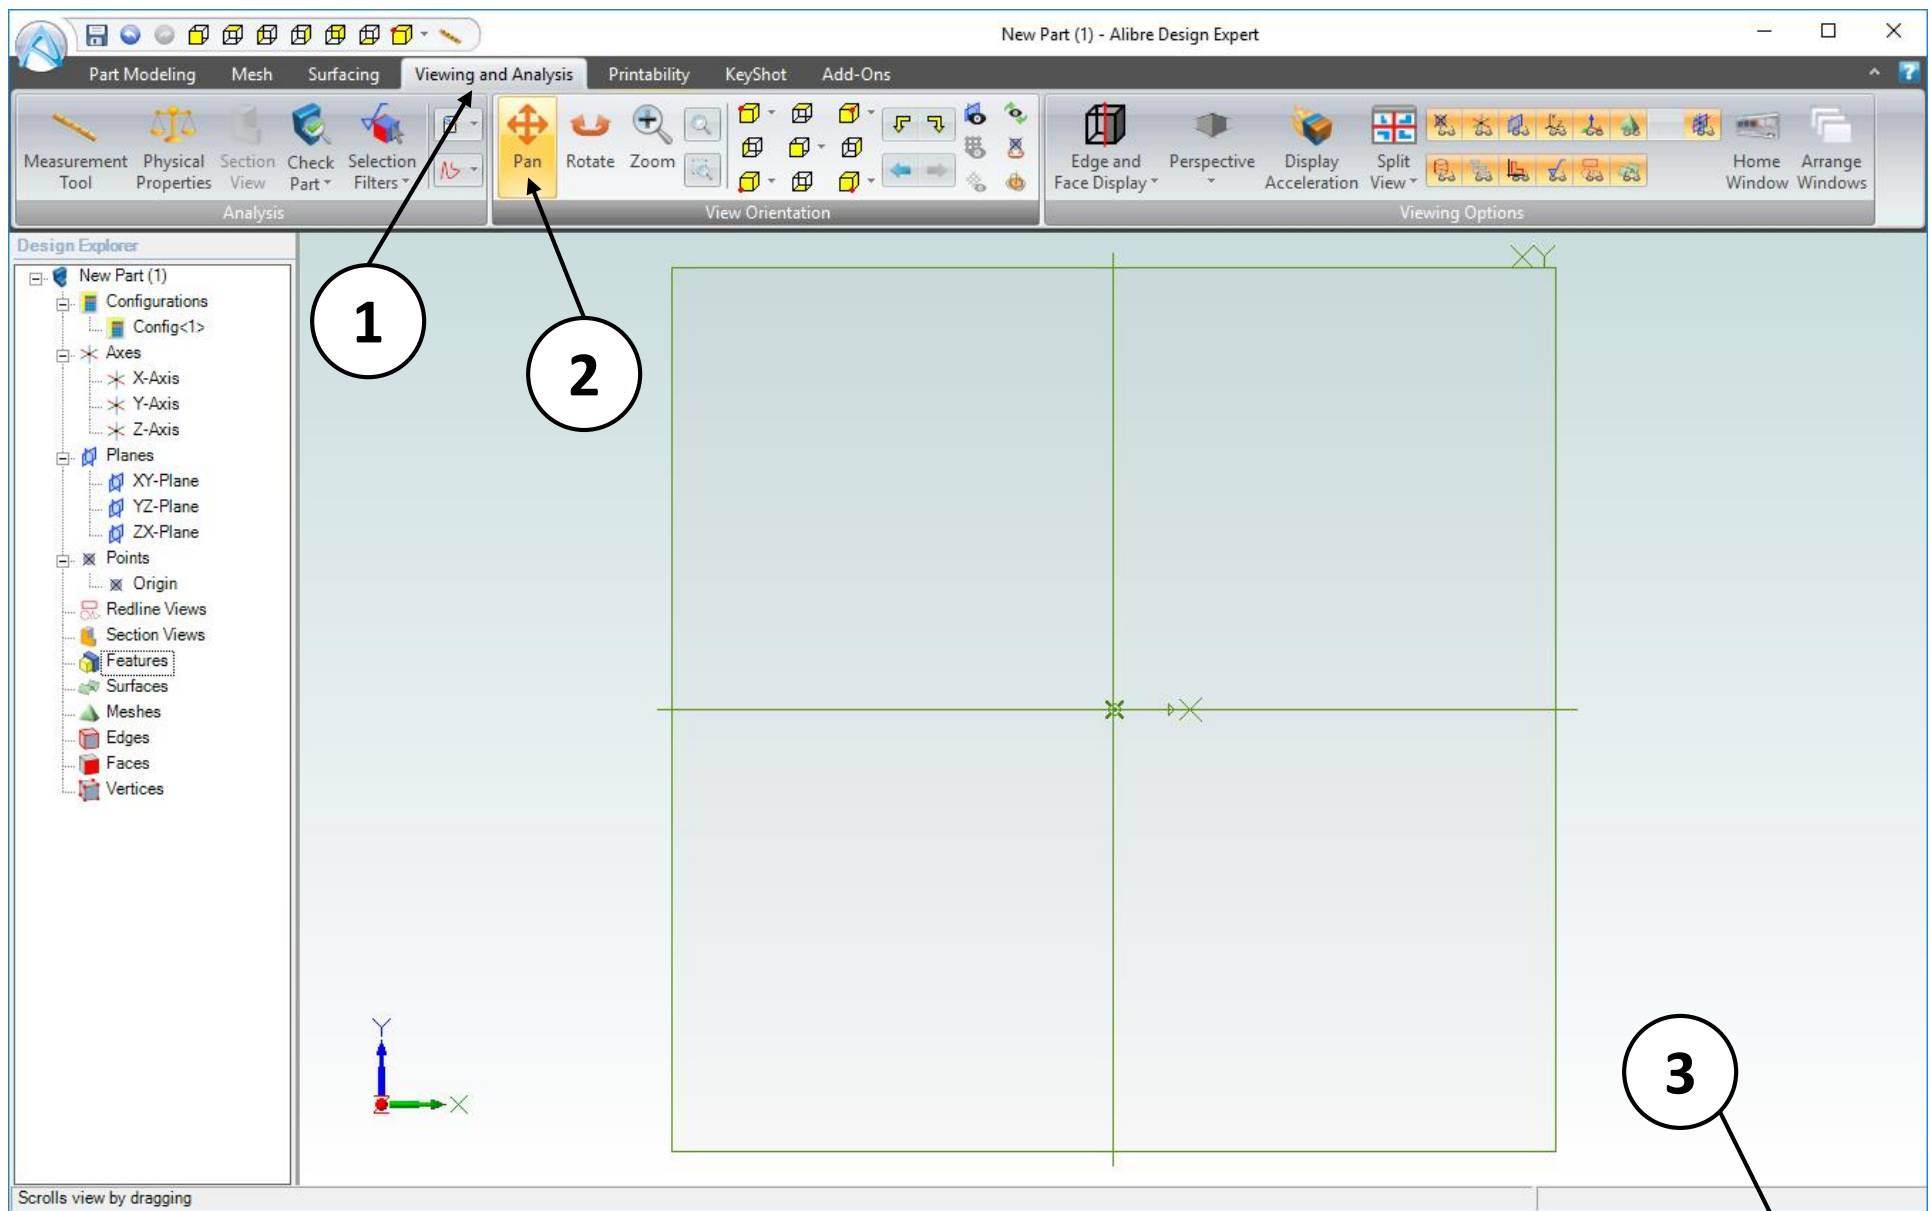 New Part (1) - Alibre Design Expert
Part Modeling Mesh Surfacing Viewing and Analysis Printability KeyShot Add-Ons
Measurement Tool
Physical Properties
Section View
Check Part
Selection Filters
Pan
Rotate
Zoom
Edge and Face Display
Perspective
Display Acceleration
Split View
Home Window
Arrange Windows
Analysis
View Orientation
Viewing Options
Design Explorer
New Part (1)
Configurations
Config<1>
Axes
X-Axis
Y-Axis
Z-Axis
Planes
XY-Plane
YZ-Plane
ZX-Plane
Points
Origin
Redline Views
Section Views
Features
Surfaces
Meshes
Edges
Faces
Vertices
1
2
XY
X
Y
Z
X
3
Scrolls view by dragging